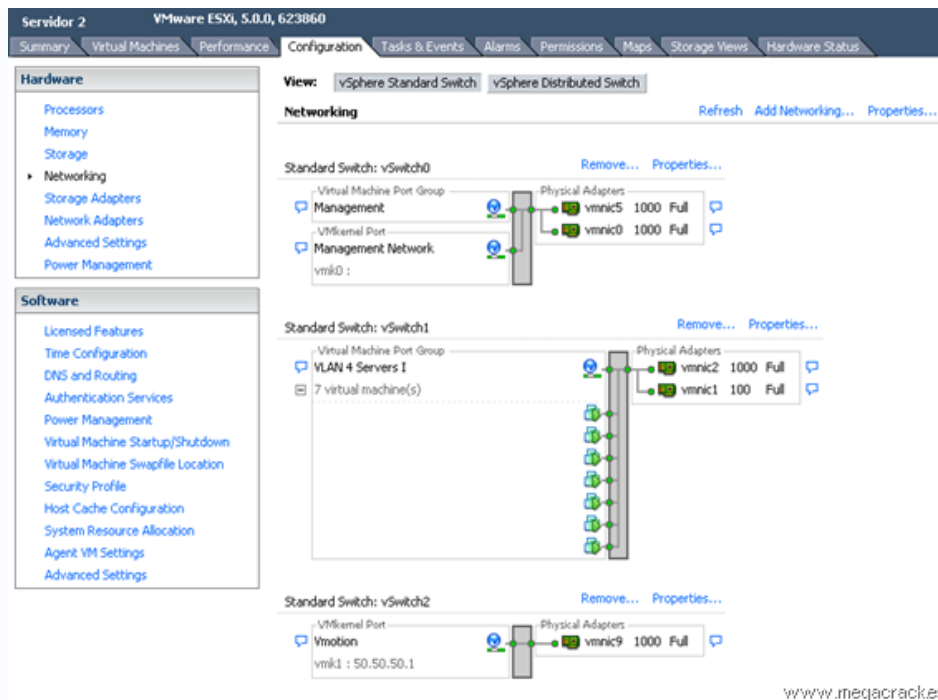 Servidor 2 VMware ESXi, 5.0.0, 623860
Summary Virtual Machines Performance Configuration Tasks & Events Alarms Permissions Maps Storage Views Hardware Status
Hardware
Processors
Memory
Storage
Networking
Storage Adapters
Network Adapters
Advanced Settings
Power Management
Software
Licensed Features
Time Configuration
DNS and Routing
Authentication Services
Power Management
Virtual Machine Startup/Shutdown
Virtual Machine Swapfile Location
Security Profile
Host Cache Configuration
System Resource Allocation
Agent VM Settings
Advanced Settings
View: vSphere Standard Switch vSphere Distributed Switch
Networking Refresh Add Networking... Properties...
Standard Switch: vSwitch0 Remove... Properties...
Virtual Machine Port Group Physical Adapters
Management vmnic5 1000 Full
VMkernel Port vmnic0 1000 Full
Management Network
vmk0 :
Standard Switch: vSwitch1 Remove... Properties...
Virtual Machine Port Group Physical Adapters
VLAN 4 Servers I vmnic2 1000 Full
7 virtual machine(s) vmnic1 100 Full
Standard Switch: vSwitch2 Remove... Properties...
VMkernel Port Physical Adapters
Vmotion vmnic9 1000 Full
vmk1 : 50.50.50.1
www.megacracke